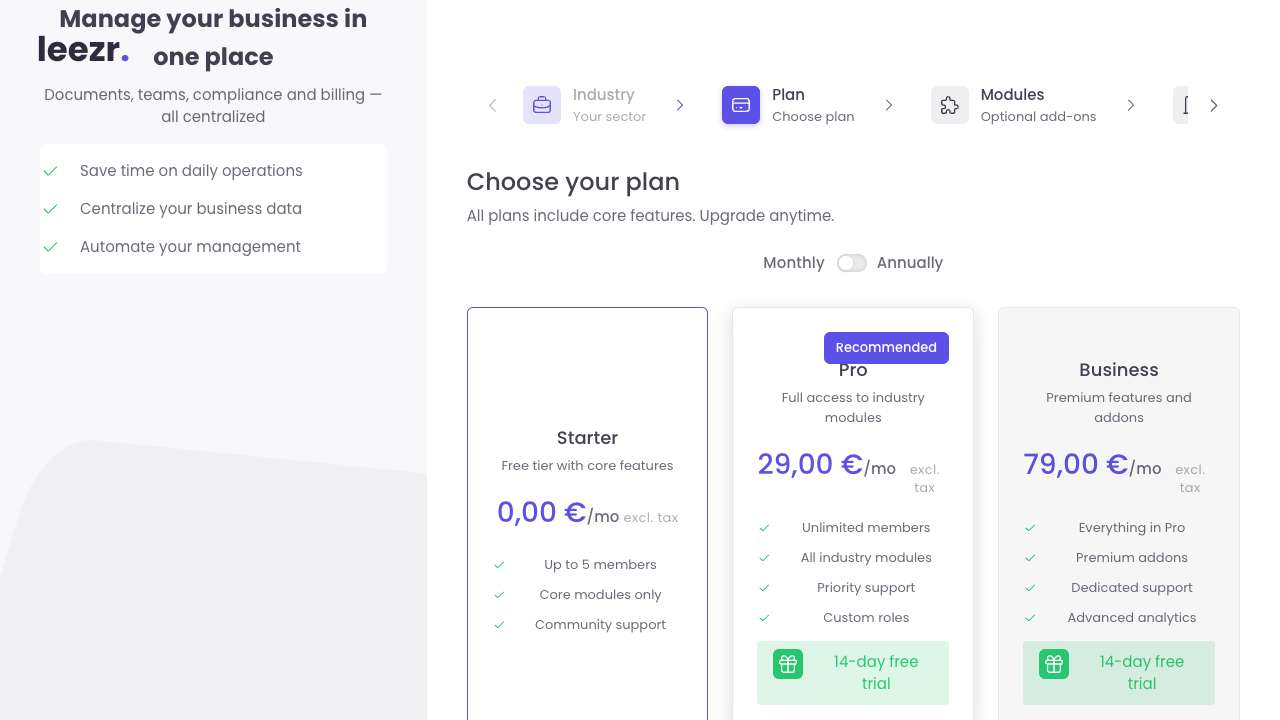 Manage your business in
leezr.
one place
Documents, teams, compliance and billing —
all centralized
Save time on daily operations
Centralize your business data
Automate your management
Industry
Your sector
Plan
Choose plan
Modules
Optional add-ons
Choose your plan
All plans include core features. Upgrade anytime.
Monthly
Annually
Starter
Free tier with core features
0,00 €/mo excl. tax
Up to 5 members
Core modules only
Community support
Recommended
Pro
Full access to industry
modules
29,00 €/mo excl.
tax
Unlimited members
All industry modules
Priority support
Custom roles
14-day free
trial
Business
Premium features and
addons
79,00 €/mo excl.
tax
Everything in Pro
Premium addons
Dedicated support
Advanced analytics
14-day free
trial